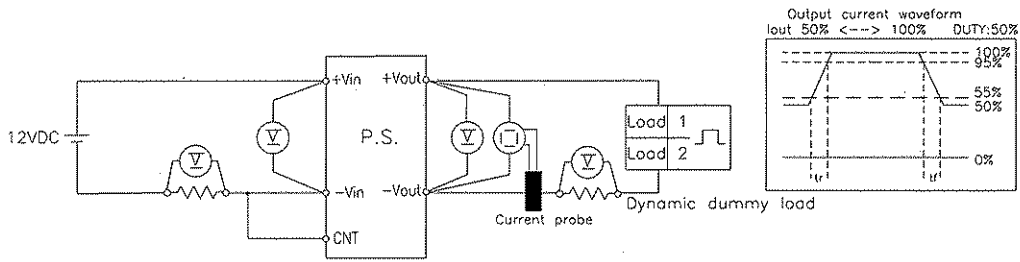 Output current waveform
Iout 50% <---> 100% DUTY:50%
100%
95%
55%
50%
0%
tr
tf
12VDC
V
V
+Vin
-Vin
CNT
P.S.
+Vout
-Vout
V
Current probe
V
Load 1
Load 2
Dynamic dummy load